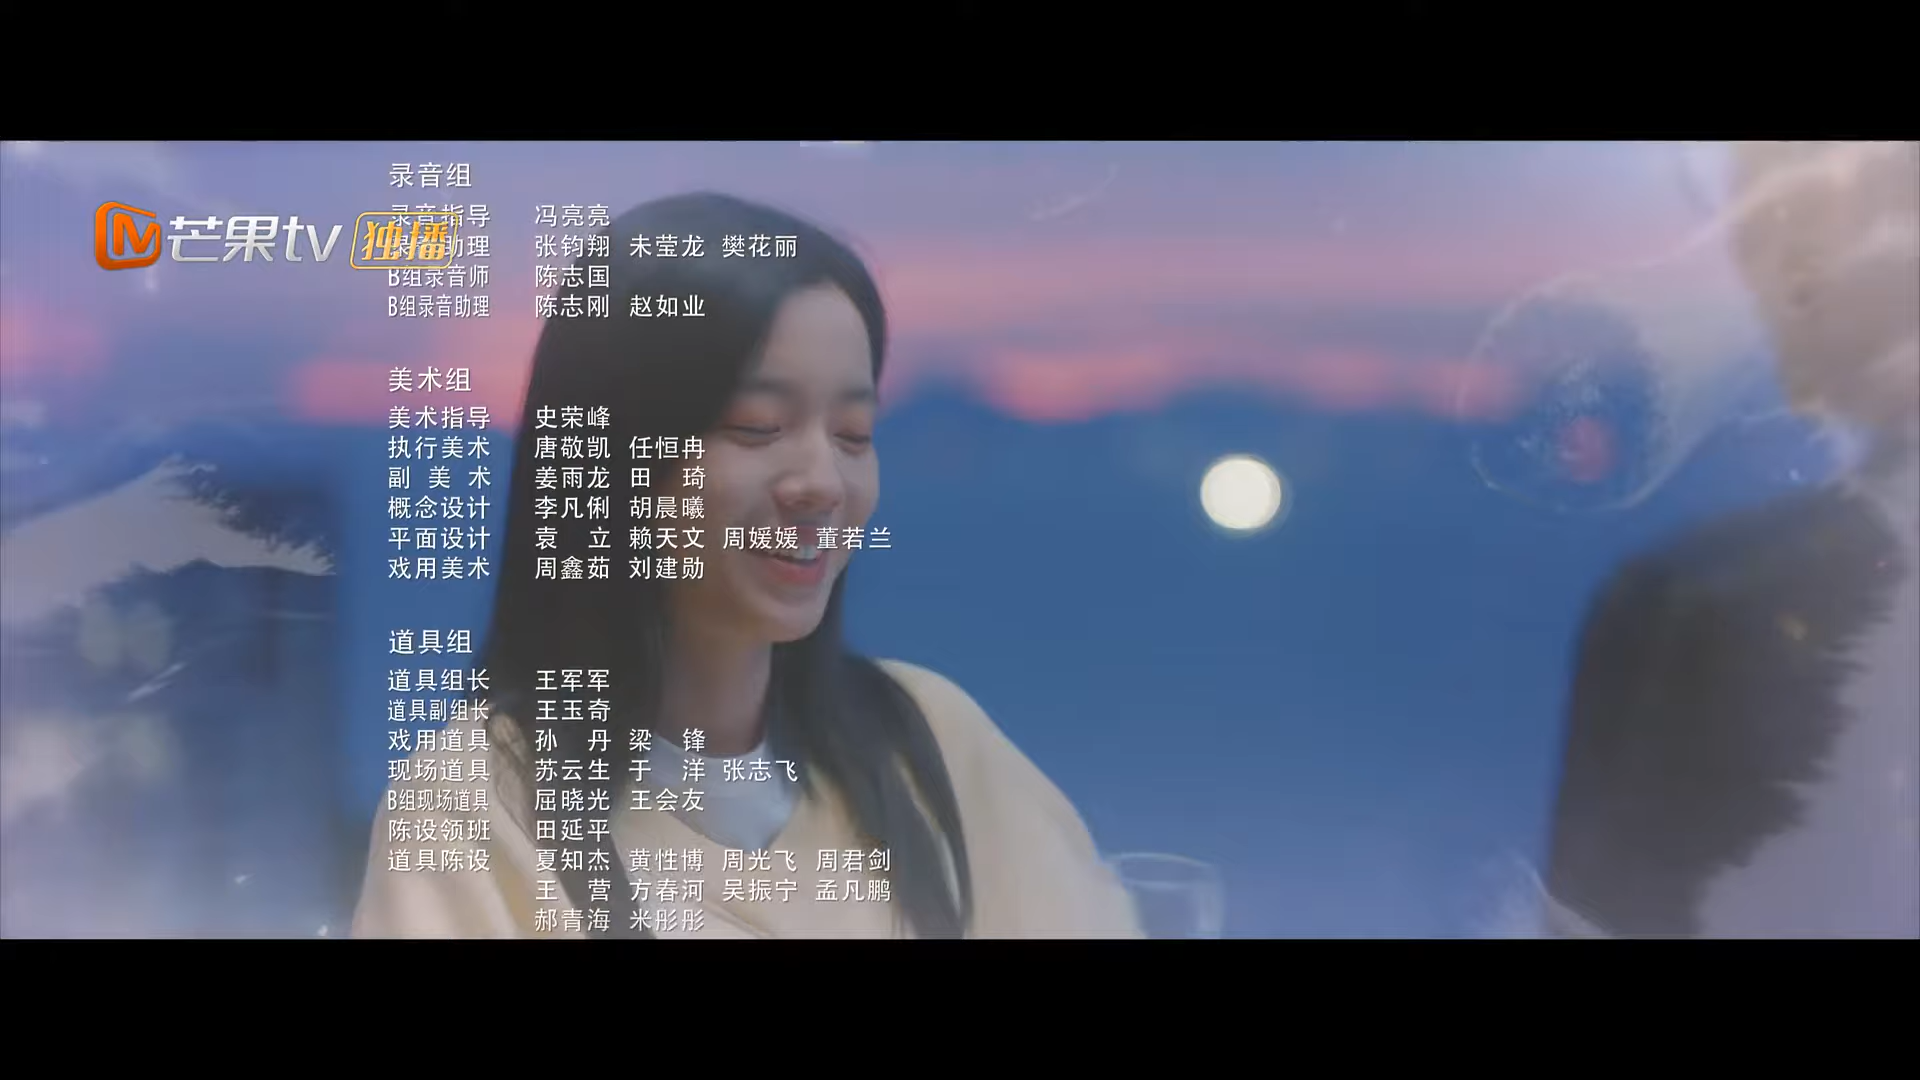 录音组
芒果tv 独播
录音指导 冯亮亮
录音助理 张钧翔 未莹龙 樊花丽
B组录音师 陈志国
B组录音助理 陈志刚 赵如业
美术组
美术指导 史荣峰
执行美术 唐敬凯 任恒冉
副美术 姜雨龙 田琦
概念设计 李凡俐 胡晨曦
平面设计 袁立 赖天文 周媛媛 董若兰
戏用美术 周鑫茹 刘建勋
道具组
道具组长 王军军
道具副组长 王玉奇
戏用道具 孙丹 梁锋
现场道具 苏云生 于洋 张志飞
B组现场道具 屈晓光 王会友
陈设领班 田延平
道具陈设 夏知杰 黄性博 周光飞 周君剑
王营 方春河 吴振宁 孟凡鹏
郝青海 米彤彤